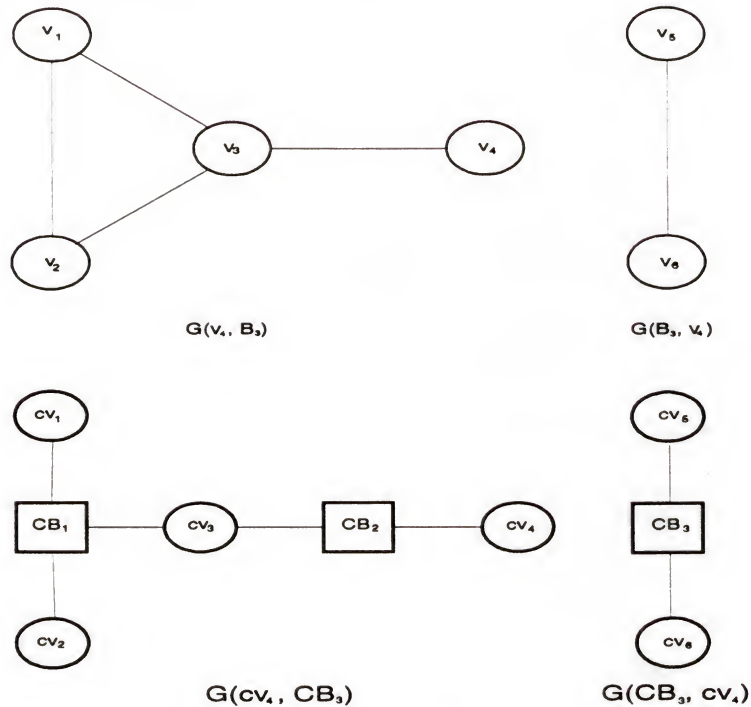 v₁
v₅
v₃
v₄
v₂
v₆
G(v₄, B₃)
G(B₃, v₄)
cv₁
cv₅
CB₁
cv₃
CB₂
cv₄
CB₃
cv₂
cv₆
G(cv₄, CB₃)
G(CB₃, cv₄)